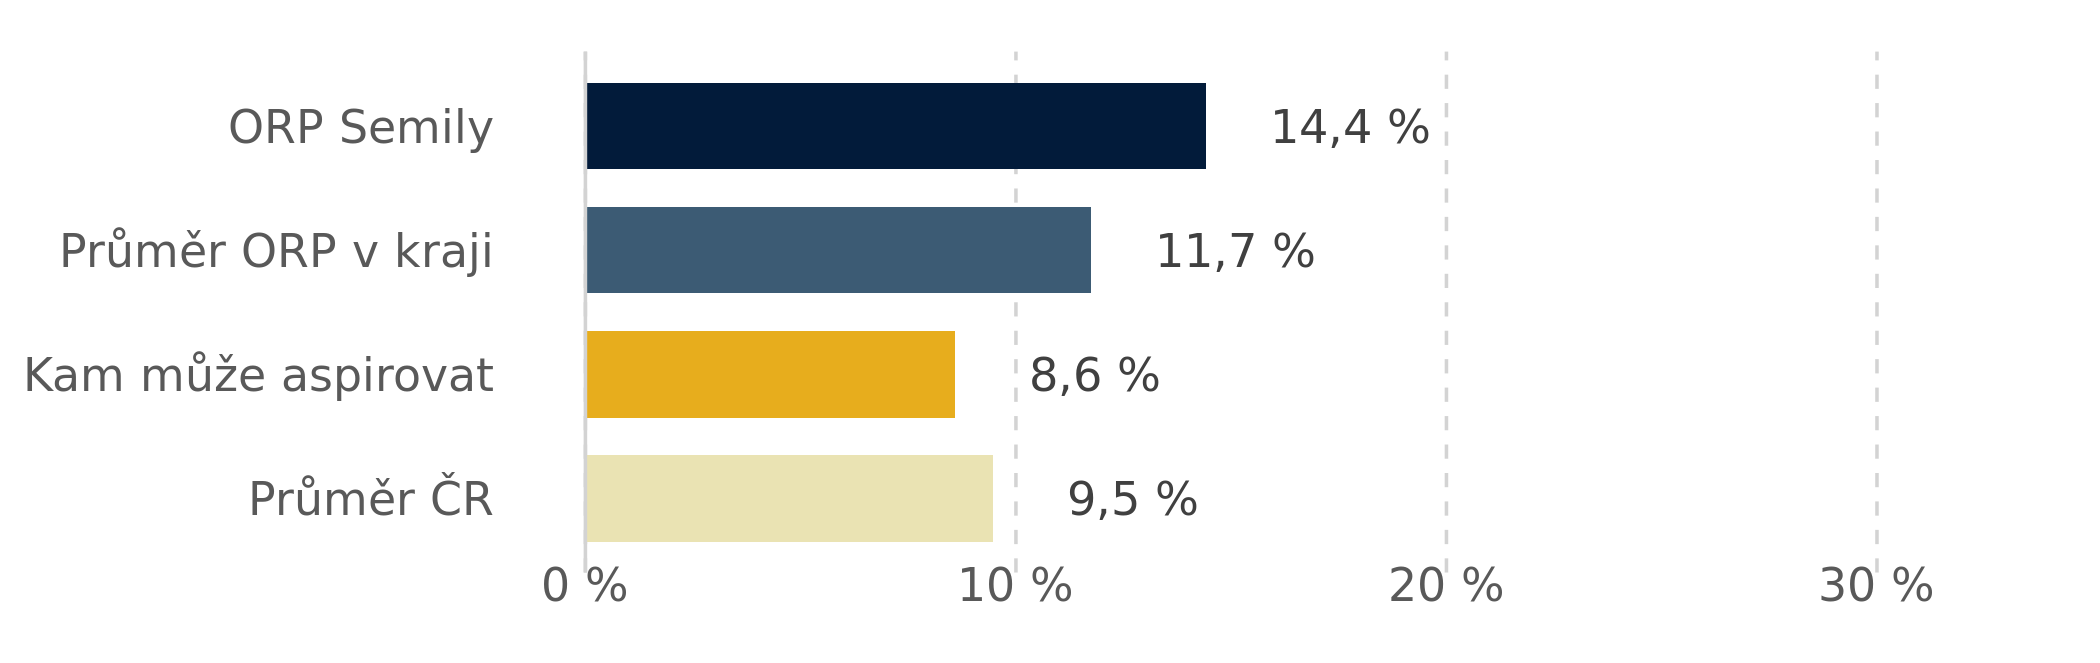 ORP Semily 14,4 %
Průměr ORP v kraji 11,7 %
Kam může aspirovat 8,6 %
Průměr ČR 9,5 %
0 % 10 % 20 % 30 %